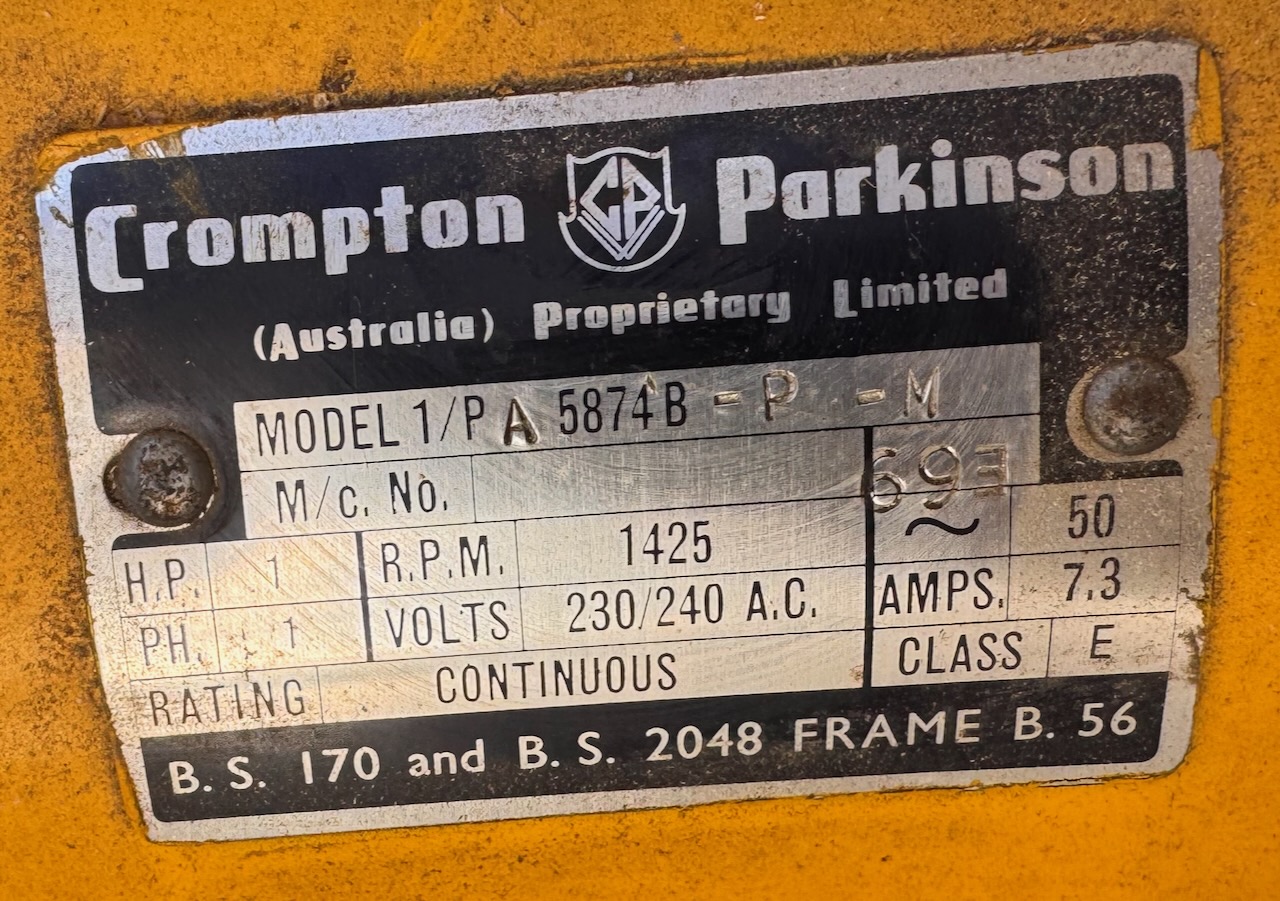 Crompton CP Parkinson
(Australia) Proprietary Limited
MODEL 1/P A 5874 B - P - M
M/c. No. 693
H.P. 1 R.P.M. 1425 ~ 50
PH. 1 VOLTS 230/240 A.C. AMPS. 7.3
RATING CONTINUOUS CLASS E
B. S. 170 and B. S. 2048 FRAME B. 56